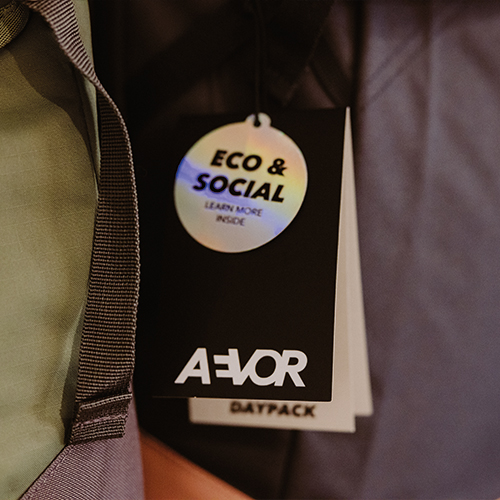 ECO &
SOCIAL
LEARN MORE
INSIDE
AEVOR
DAYPACK